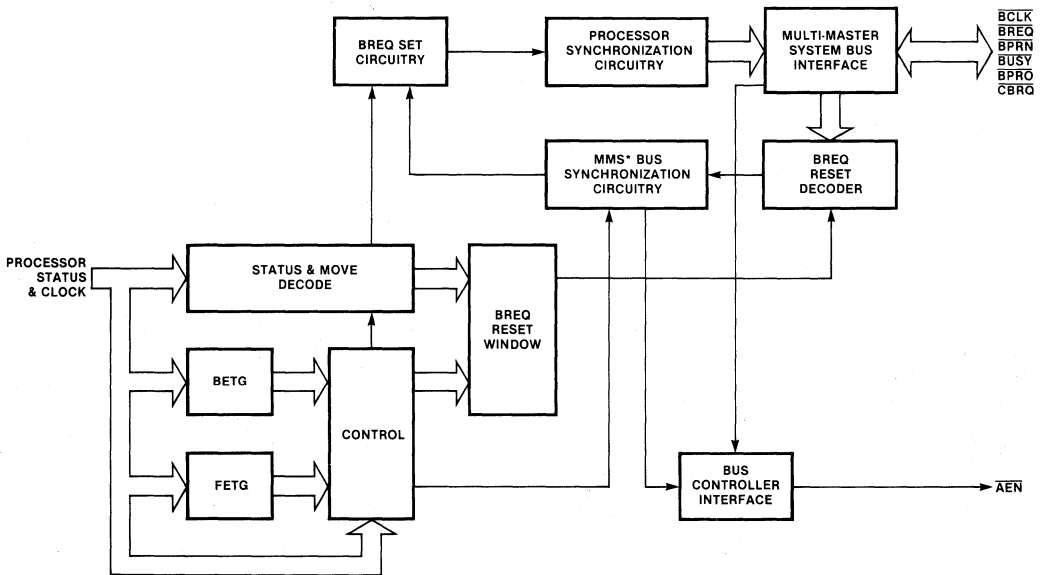 BREQ SET
CIRCUITRY
PROCESSOR
SYNCHRONIZATION
CIRCUITRY
MULTI-MASTER
SYSTEM BUS
INTERFACE
BCLK
BREQ
BPRN
BUSY
BPRO
CBRQ
MMS* BUS
SYNCHRONIZATION
CIRCUITRY
BREQ
RESET
DECODER
PROCESSOR
STATUS
& CLOCK
STATUS & MOVE
DECODE
BREQ
RESET
WINDOW
BETG
CONTROL
FETG
BUS
CONTROLLER
INTERFACE
AEN